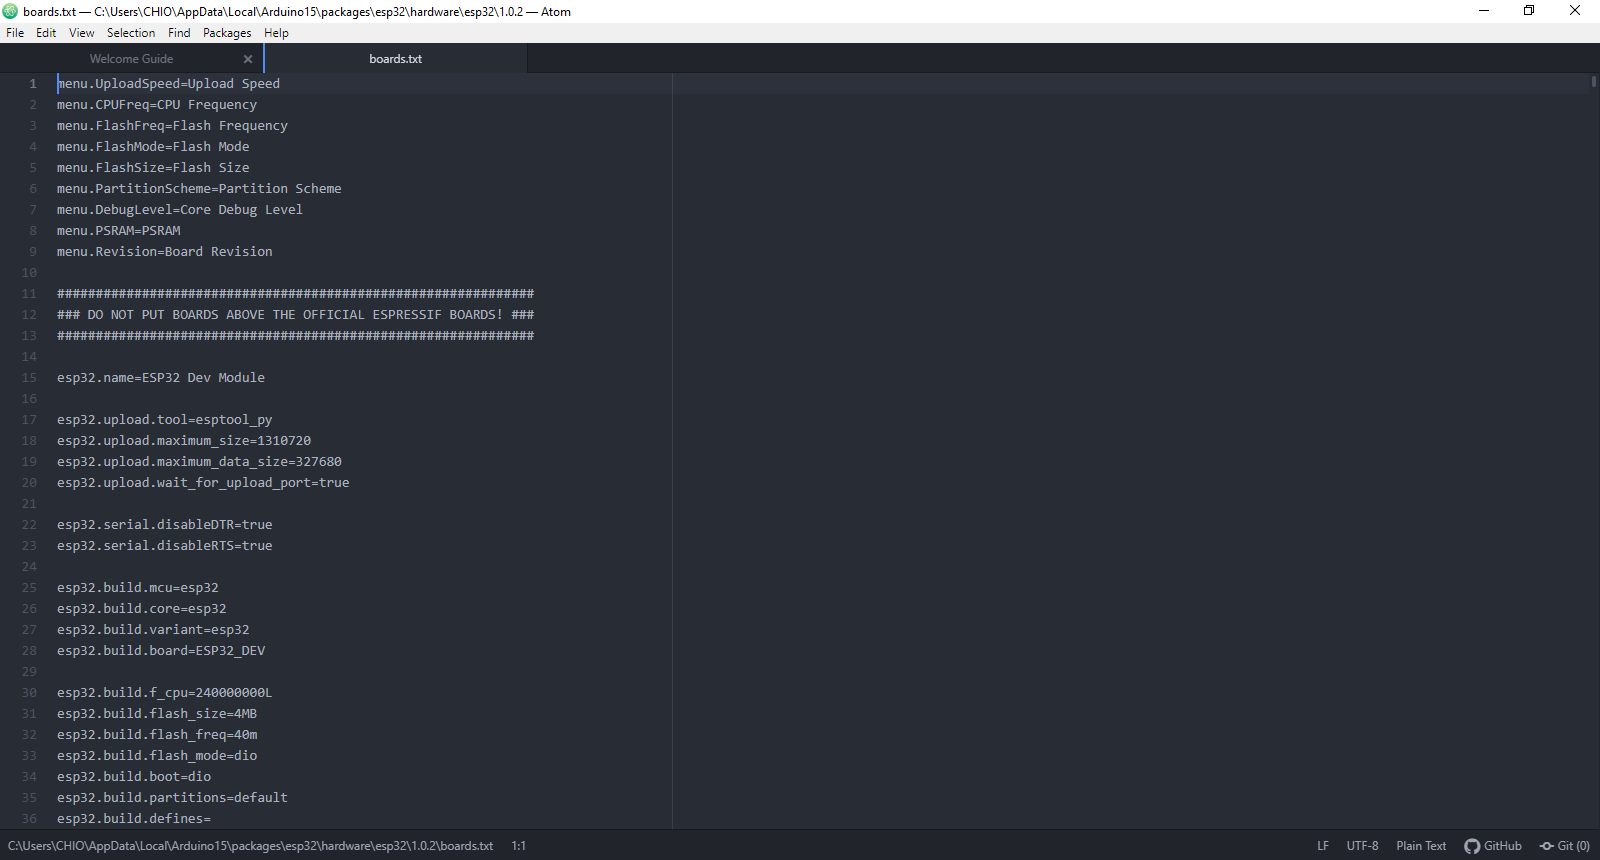 boards.txt — C:\Users\CHIO\AppData\Local\Arduino15\packages\esp32\hardware\esp32\1.0.2 — Atom
File Edit View Selection Find Packages Help
Welcome Guide boards.txt
1 menu.UploadSpeed=Upload Speed
2 menu.CPUFreq=CPU Frequency
3 menu.FlashFreq=Flash Frequency
4 menu.FlashMode=Flash Mode
5 menu.FlashSize=Flash Size
6 menu.PartitionScheme=Partition Scheme
7 menu.DebugLevel=Core Debug Level
8 menu.PSRAM=PSRAM
9 menu.Revision=Board Revision
10
11 ##############################################################
12 ### DO NOT PUT BOARDS ABOVE THE OFFICIAL ESPRESSIF BOARDS! ###
13 ##############################################################
14
15 esp32.name=ESP32 Dev Module
16
17 esp32.upload.tool=esptool_py
18 esp32.upload.maximum_size=1310720
19 esp32.upload.maximum_data_size=327680
20 esp32.upload.wait_for_upload_port=true
21
22 esp32.serial.disableDTR=true
23 esp32.serial.disableRTS=true
24
25 esp32.build.mcu=esp32
26 esp32.build.core=esp32
27 esp32.build.variant=esp32
28 esp32.build.board=ESP32_DEV
29
30 esp32.build.f_cpu=240000000L
31 esp32.build.flash_size=4MB
32 esp32.build.flash_freq=40m
33 esp32.build.flash_mode=dio
34 esp32.build.boot=dio
35 esp32.build.partitions=default
36 esp32.build.defines=
C:\Users\CHIO\AppData\Local\Arduino15\packages\esp32\hardware\esp32\1.0.2\boards.txt 1:1 LF UTF-8 Plain Text GitHub Git (0)